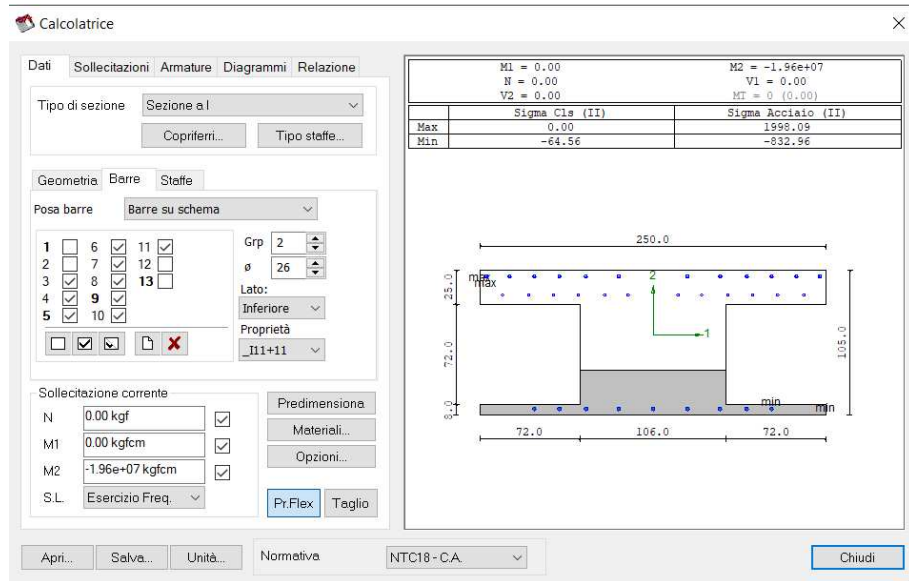 Calcolatrice
Dati Sollecitazioni Armature Diagrammi Relazione
Tipo di sezione Sezione a I
Copriferri... Tipo staffe...
Geometria Barre Staffe
Posa barre Barre su schema
1 6 11 Grp 2
2 7 12
3 8 13 ø 26
4 9 Lato:
5 10 Inferiore
Proprietà
_I11+11
Sollecitazione corrente
N 0.00 kgf
M1 0.00 kgfcm
M2 -1.96e+07 kgfcm
S.L. Esercizio Freq.
Predimensiona
Materiali...
Opzioni...
Pr.Flex Taglio
M1 = 0.00 M2 = -1.96e+07
N = 0.00 V1 = 0.00
V2 = 0.00 MT = 0 (0.00)
Sigma Cls (II) Sigma Acciaio (II)
Max 0.00 1998.09
Min -64.56 -832.96
250.0
25.0 max max 2
1
72.0 105.0
8.0 min min
72.0 106.0 72.0
Apri... Salva... Unità... Normativa NTC18 - C.A. Chiudi